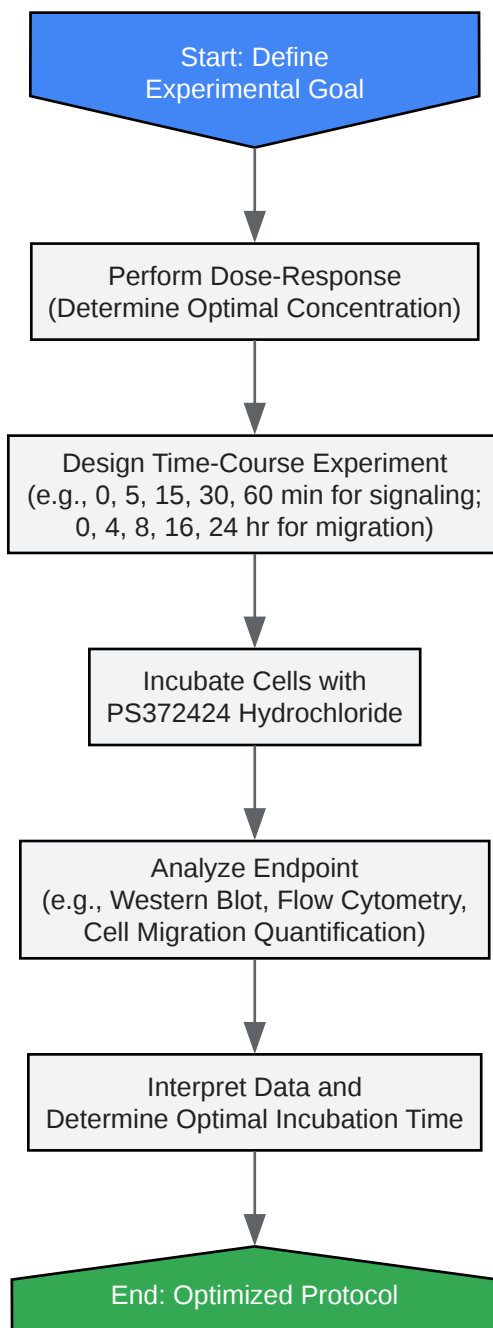 Start: Define
Experimental Goal
Perform Dose-Response
(Determine Optimal Concentration)
Design Time-Course Experiment
(e.g., 0, 5, 15, 30, 60 min for signaling;
0, 4, 8, 16, 24 hr for migration)
Incubate Cells with
PS372424 Hydrochloride
Analyze Endpoint
(e.g., Western Blot, Flow Cytometry,
Cell Migration Quantification)
Interpret Data and
Determine Optimal Incubation Time
End: Optimized Protocol